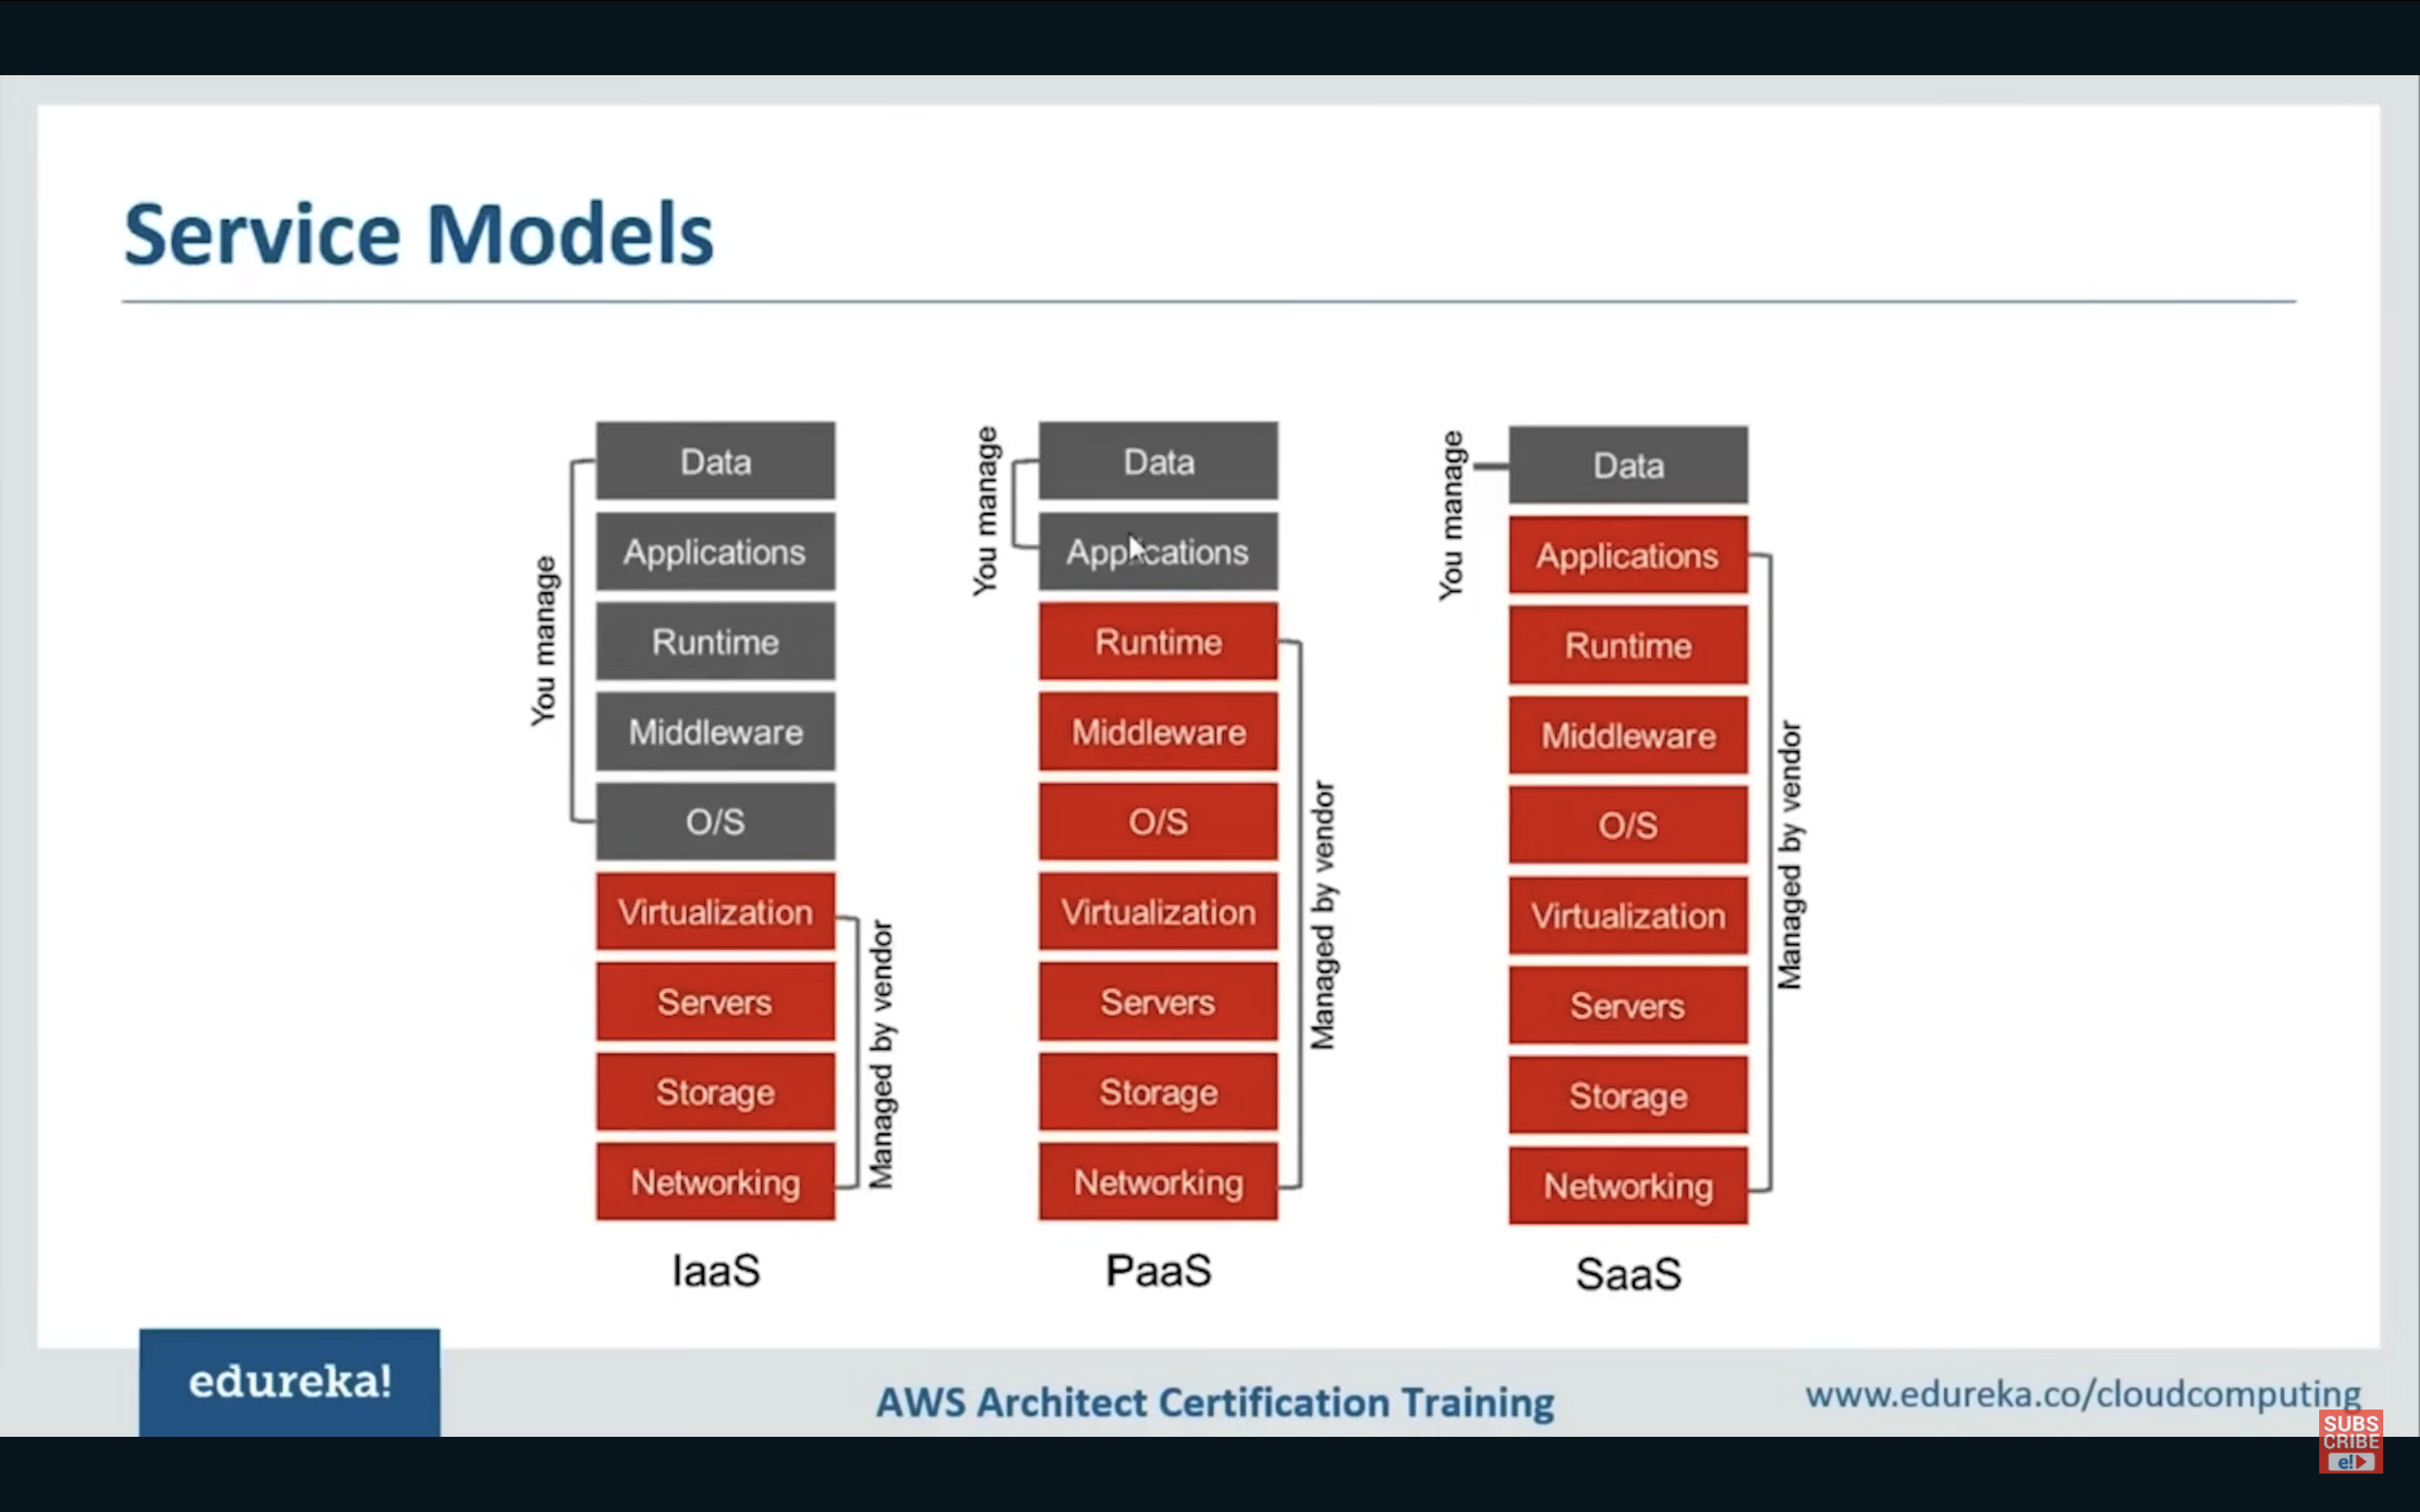 Service Models
You manage
Data
Applications
Runtime
Middleware
O/S
Virtualization
Servers
Storage
Networking
Managed by vendor
IaaS
You manage
Data
Applications
Runtime
Middleware
O/S
Virtualization
Servers
Storage
Networking
Managed by vendor
PaaS
You manage
Data
Applications
Runtime
Middleware
O/S
Virtualization
Servers
Storage
Networking
Managed by vendor
SaaS
edureka!
AWS Architect Certification Training
www.edureka.co/cloudcomputing
SUBS
CRIBE
e!